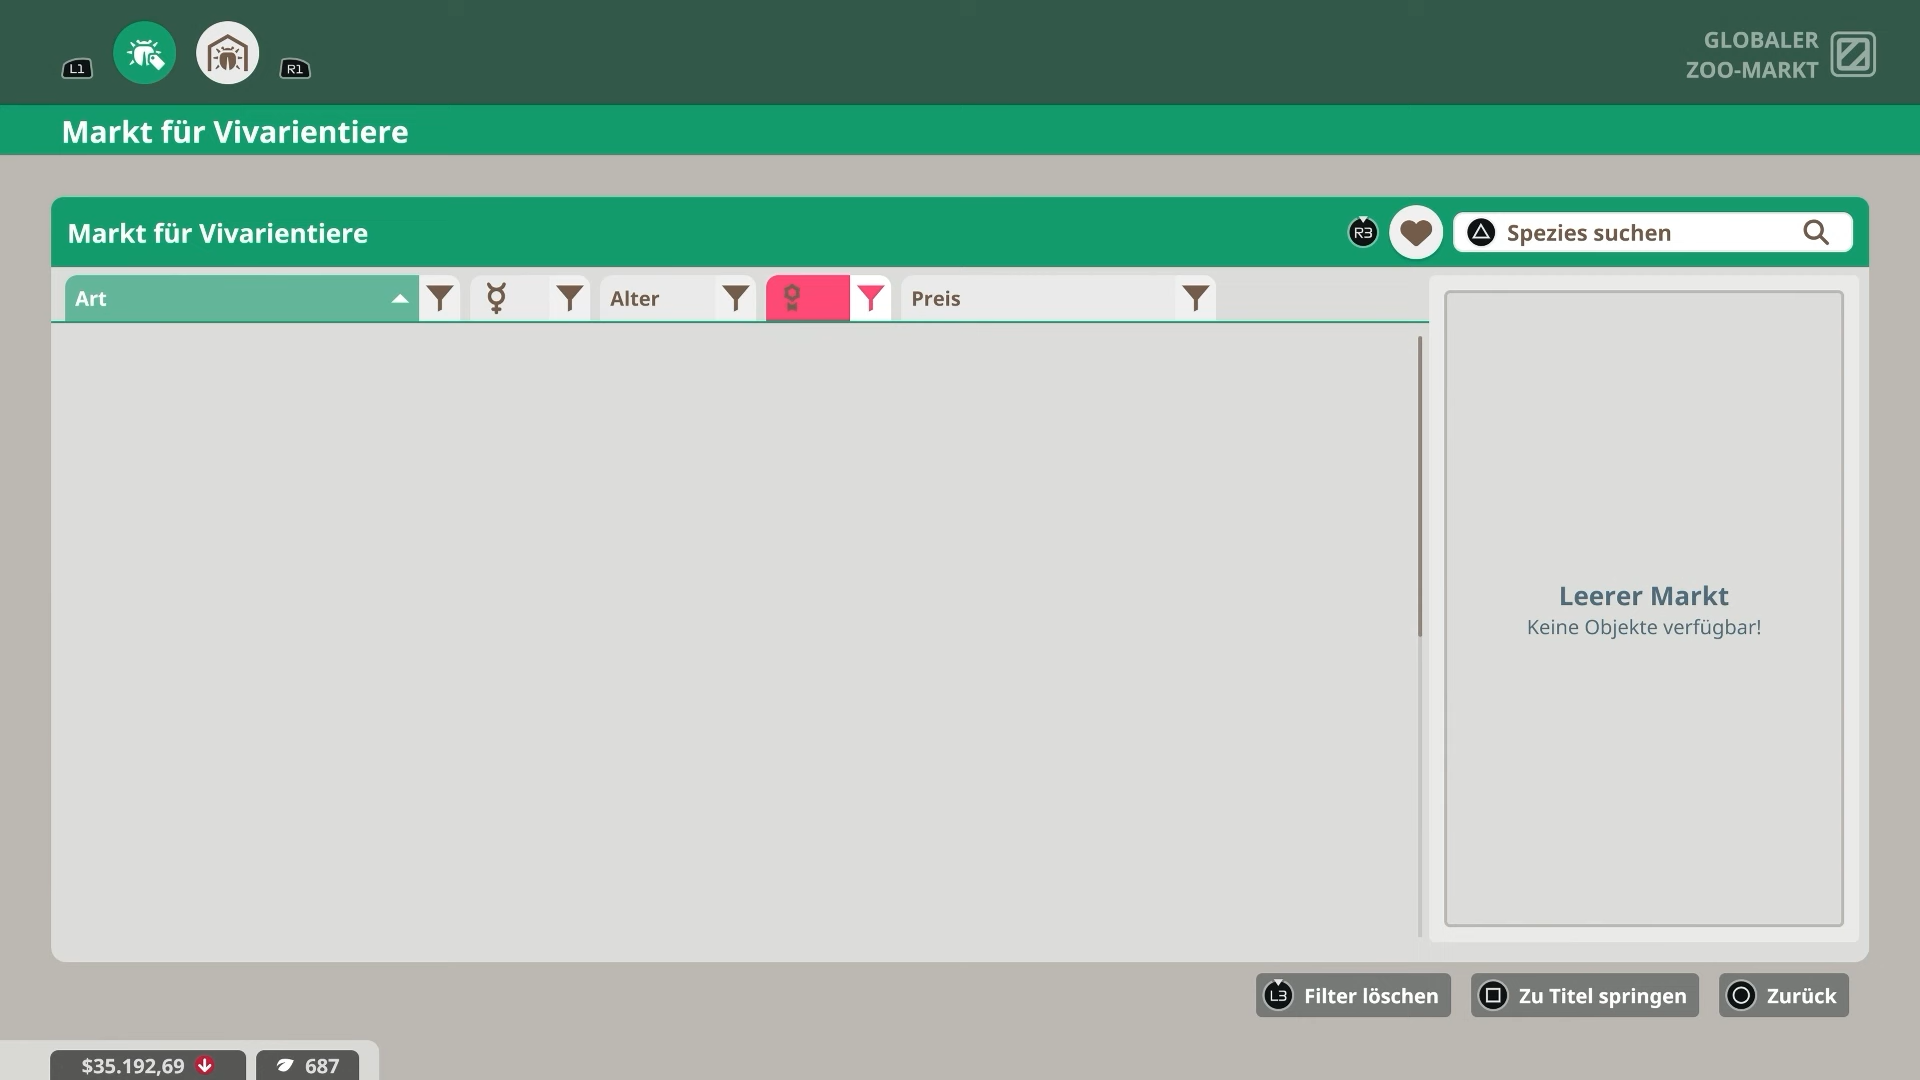 L1
R1
GLOBALER
ZOO-MARKT
Markt für Vivarientiere
Markt für Vivarientiere
R3
Spezies suchen
Art
Alter
Preis
Leerer Markt
Keine Objekte verfügbar!
L3 Filter löschen
Zu Titel springen
Zurück
$35.192,69
687